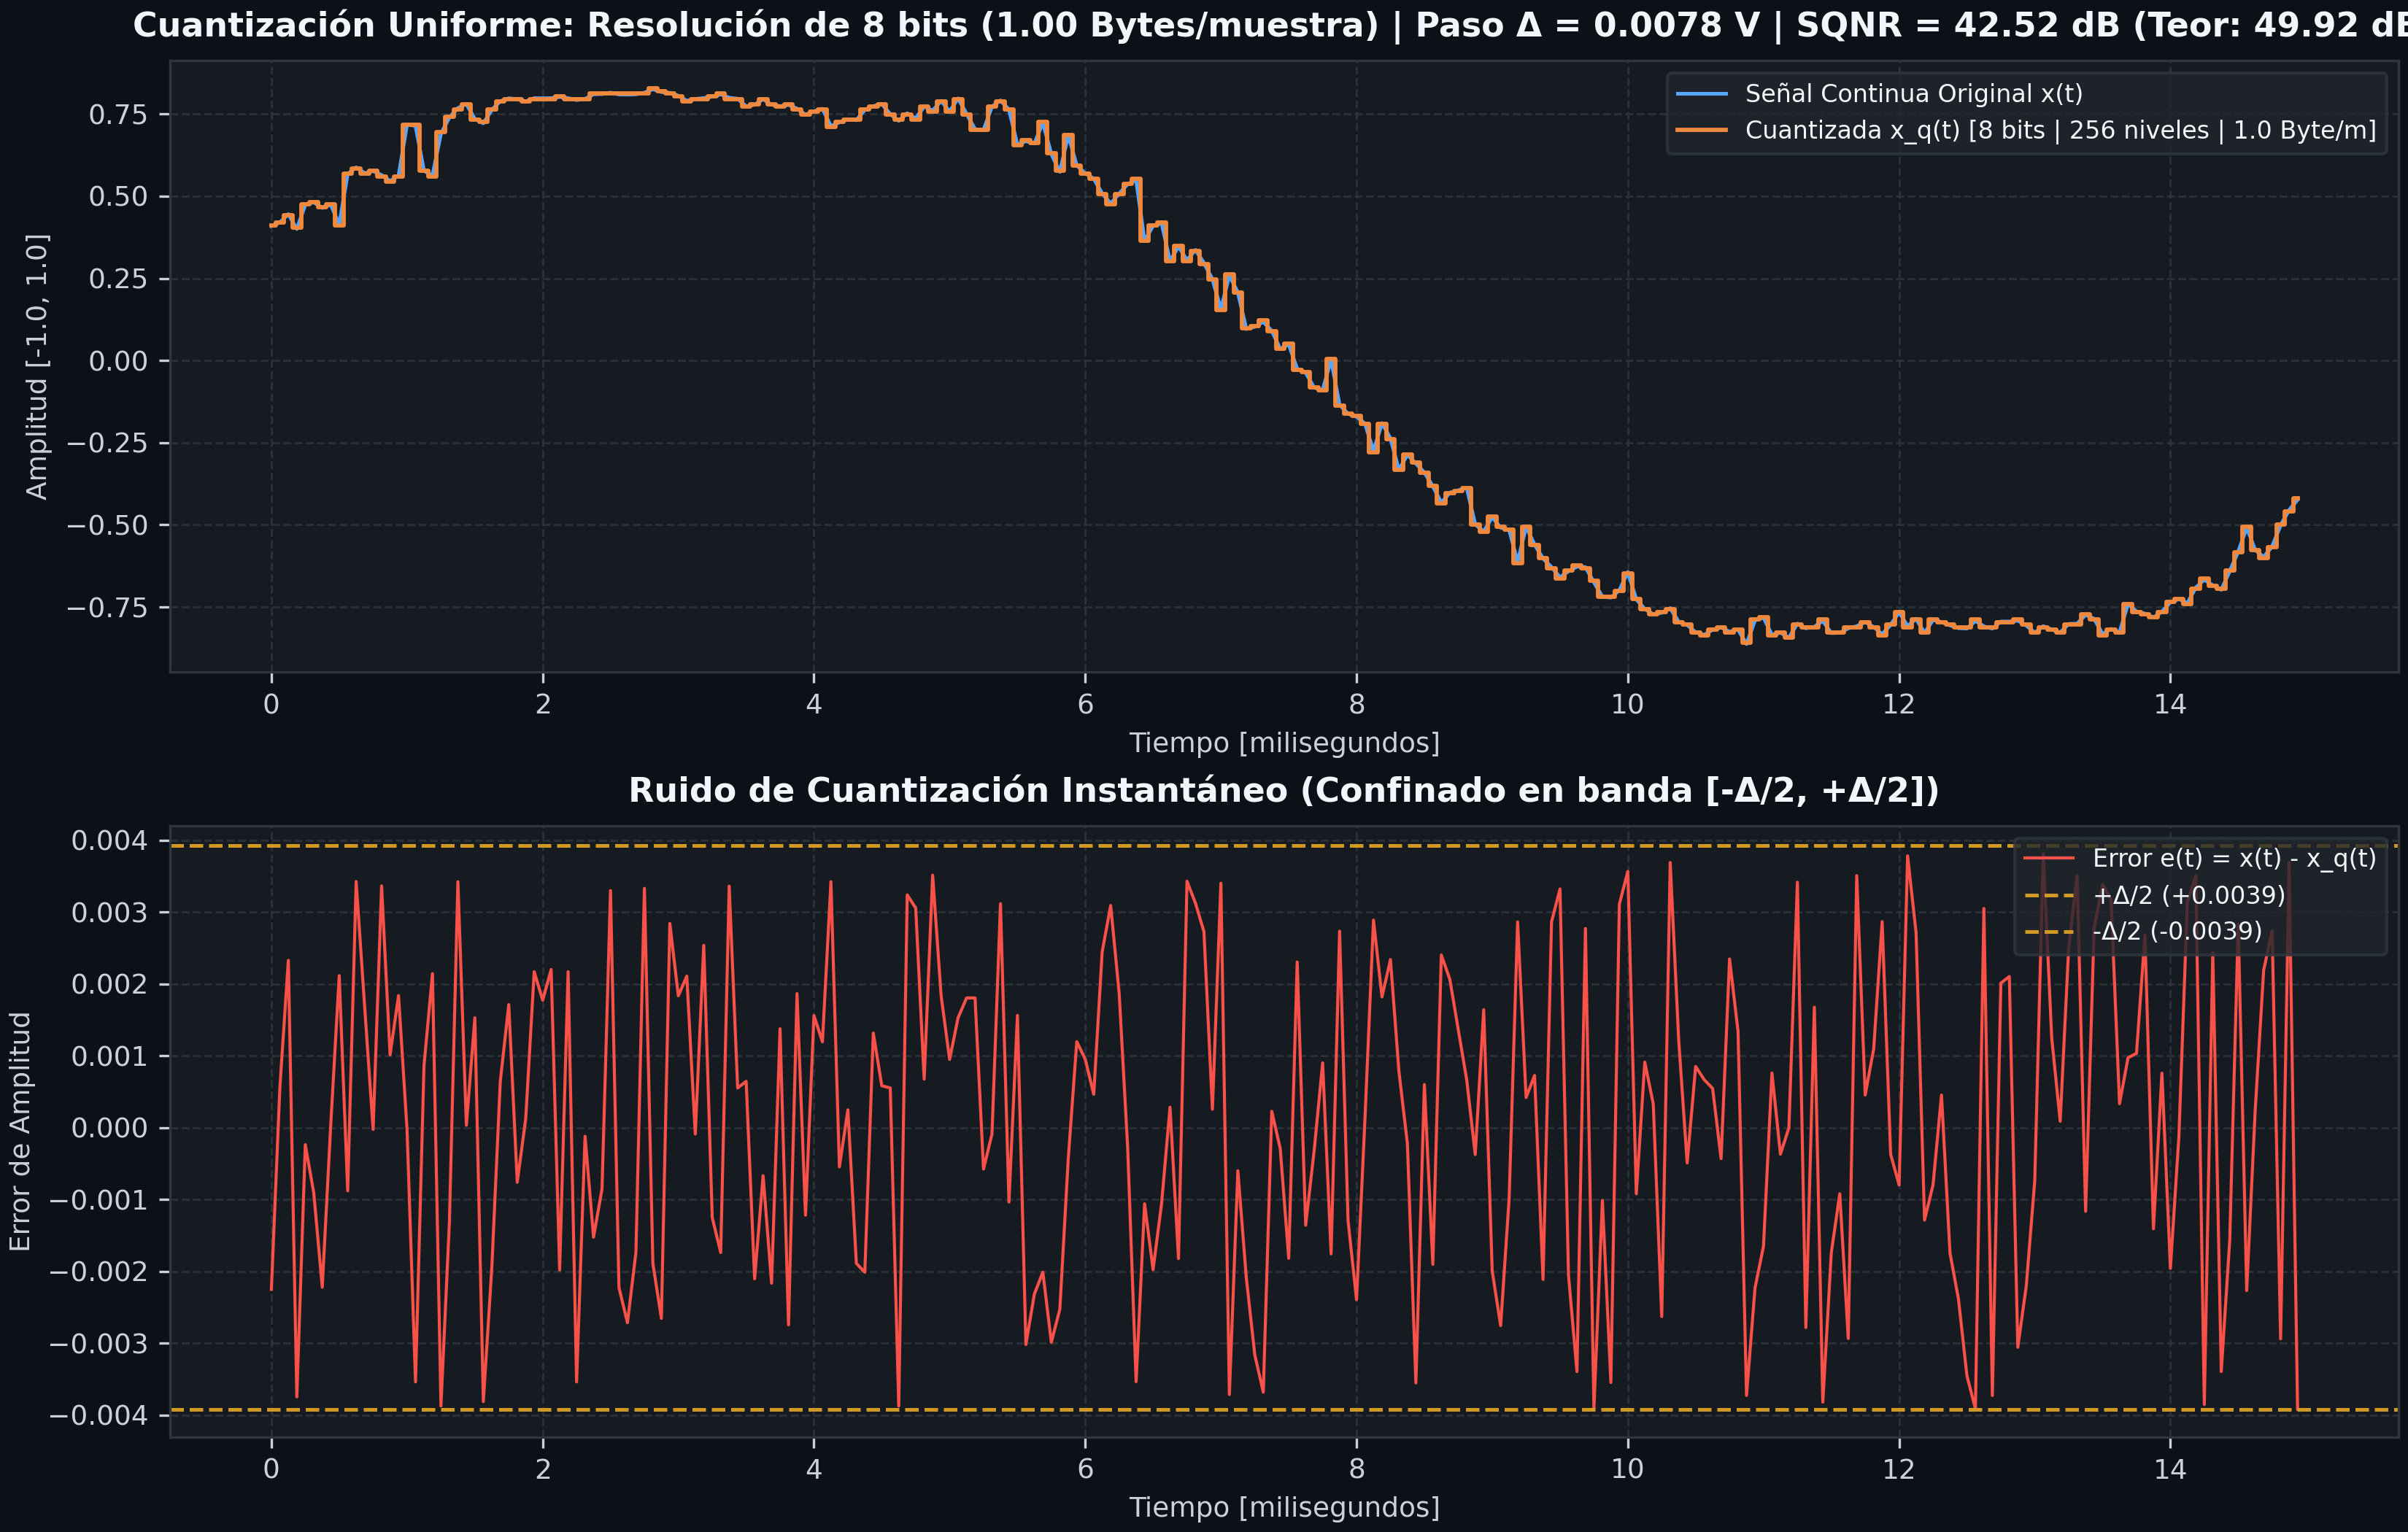 Cuantización Uniforme: Resolución de 8 bits (1.00 Bytes/muestra) | Paso Δ = 0.0078 V | SQNR = 42.52 dB (Teor: 49.92 dB
Señal Continua Original x(t)
Cuantizada x_q(t) [8 bits | 256 niveles | 1.0 Byte/m]
Amplitud [-1.0, 1.0]
0.75
0.50
0.25
0.00
−0.25
−0.50
−0.75
0 2 4 6 8 10 12 14
Tiempo [milisegundos]
Ruido de Cuantización Instantáneo (Confinado en banda [-Δ/2, +Δ/2])
Error e(t) = x(t) - x_q(t)
+Δ/2 (+0.0039)
-Δ/2 (-0.0039)
Error de Amplitud
0.004
0.003
0.002
0.001
0.000
−0.001
−0.002
−0.003
−0.004
0 2 4 6 8 10 12 14
Tiempo [milisegundos]